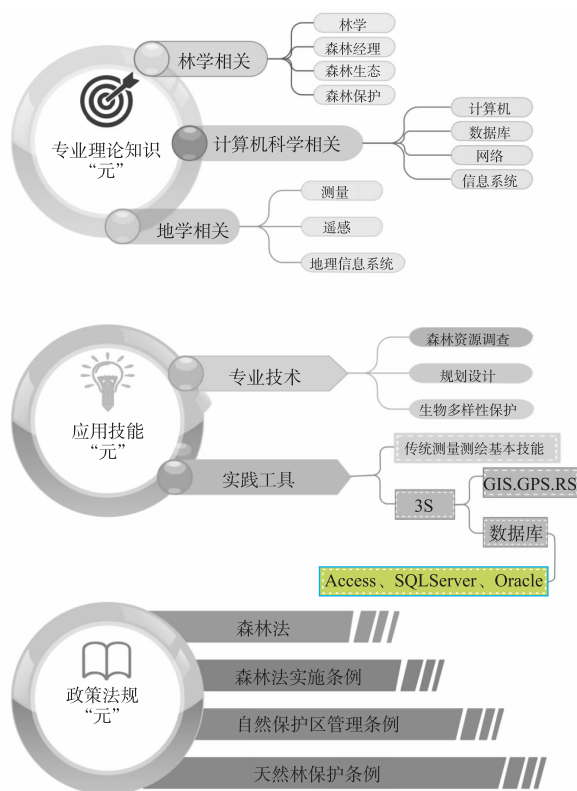 专业理论知识
“元”
林学相关
林学
森林经理
森林生态
森林保护
计算机科学相关
计算机
数据库
网络
信息系统
地学相关
测量
遥感
地理信息系统
应用技能
“元”
专业技术
森林资源调查
规划设计
生物多样性保护
实践工具
传统测量测绘基本技能
3S
GIS.GPS.RS
数据库
Access、SQLServer、Oracle
政策法规
“元”
森林法
森林法实施条例
自然保护区管理条例
天然林保护条例